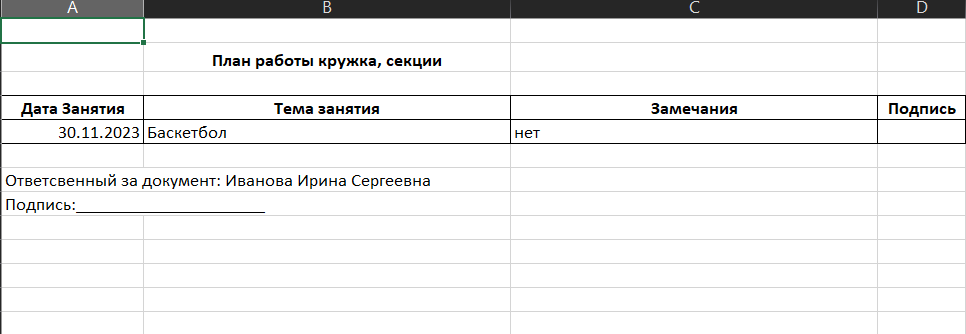 A B C D
План работы кружка, секции
Дата Занятия Тема занятия Замечания Подпись
30.11.2023 Баскетбол нет
Ответсвенный за документ: Иванова Ирина Сергеевна
Подпись:_______________________